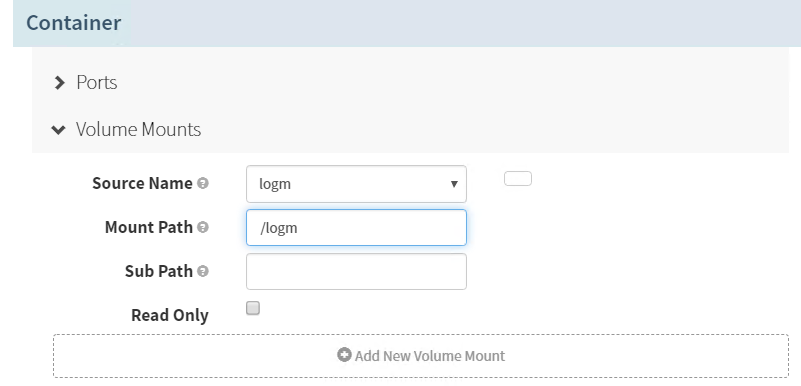 Container
Ports
Volume Mounts
Source Name logm
Mount Path /logm
Sub Path
Read Only
Add New Volume Mount